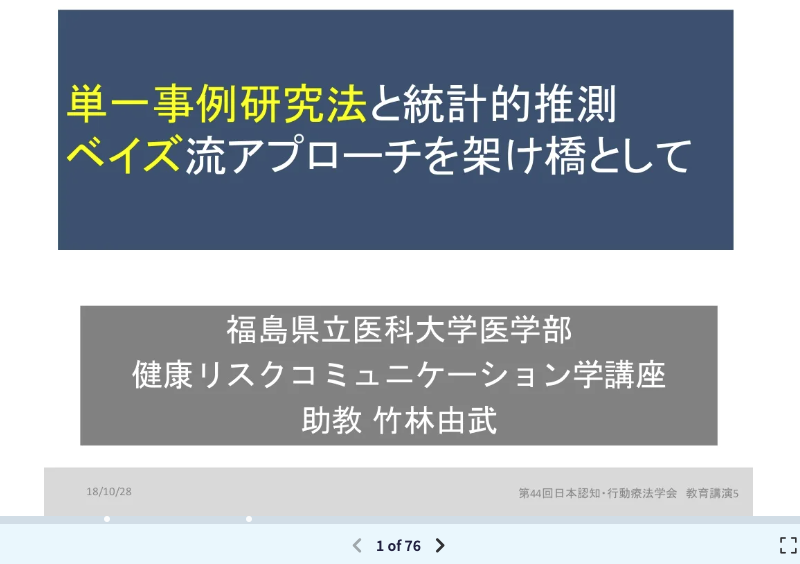 単一事例研究法と統計的推測
ベイズ流アプローチを架け橋として
福島県立医科大学医学部
健康リスクコミュニケーション学講座
助教 竹林由武
18/10/28
第44回日本認知・行動療法学会 教育講演5
1 of 76